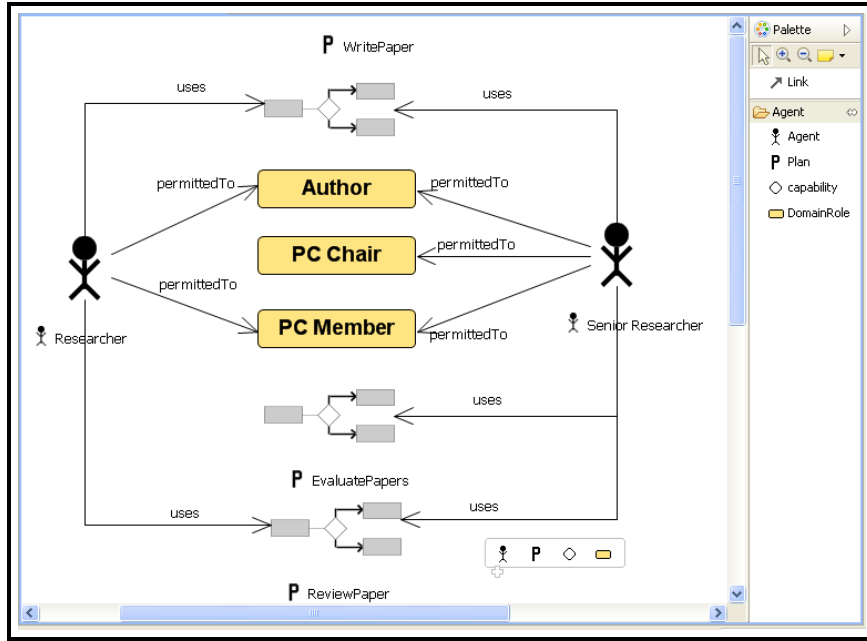 WritePaper
uses
uses
permittedTo
Author
permittedTo
PC Chair
permittedTo
permittedTo
PC Member
permittedTo
Researcher
Senior Researcher
uses
EvaluatePapers
uses
uses
ReviewPaper
Palette
Link
Agent
Agent
Plan
capability
DomainRole